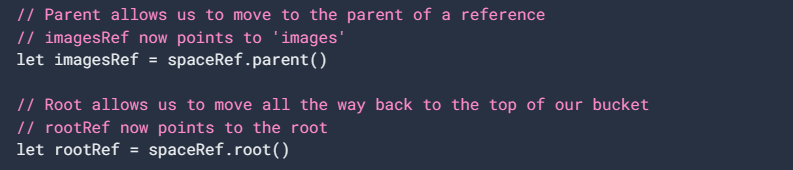 // Parent allows us to move to the parent of a reference
// imagesRef now points to 'images'
let imagesRef = spaceRef.parent()
// Root allows us to move all the way back to the top of our bucket
// rootRef now points to the root
let rootRef = spaceRef.root()